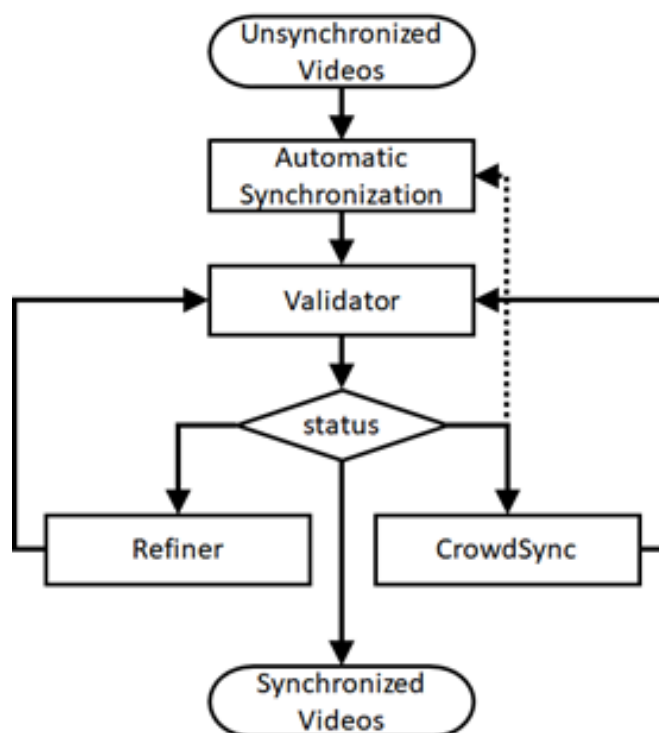 Unsynchronized
Videos
Automatic
Synchronization
Validator
status
Refiner
CrowdSync
Synchronized
Videos